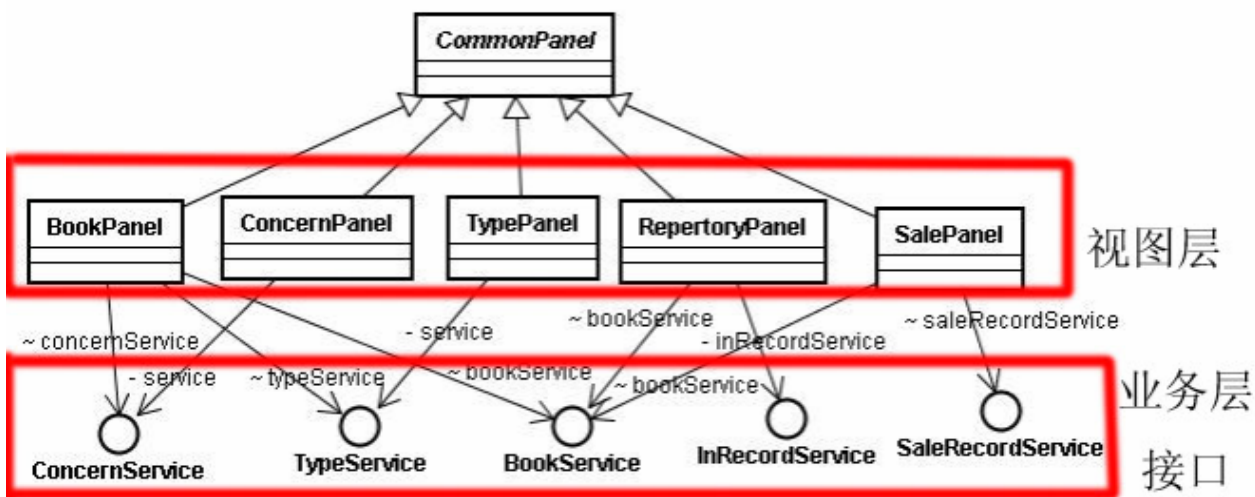 CommonPanel
BookPanel
ConcernPanel
TypePanel
RepertoryPanel
SalePanel
视图层
~ concernService
- service
~ typeService
- service
~ bookService
~ bookService
- inRecordService
~ bookService
~ saleRecordService
业务层
接口
ConcernService
TypeService
BookService
InRecordService
SaleRecordService